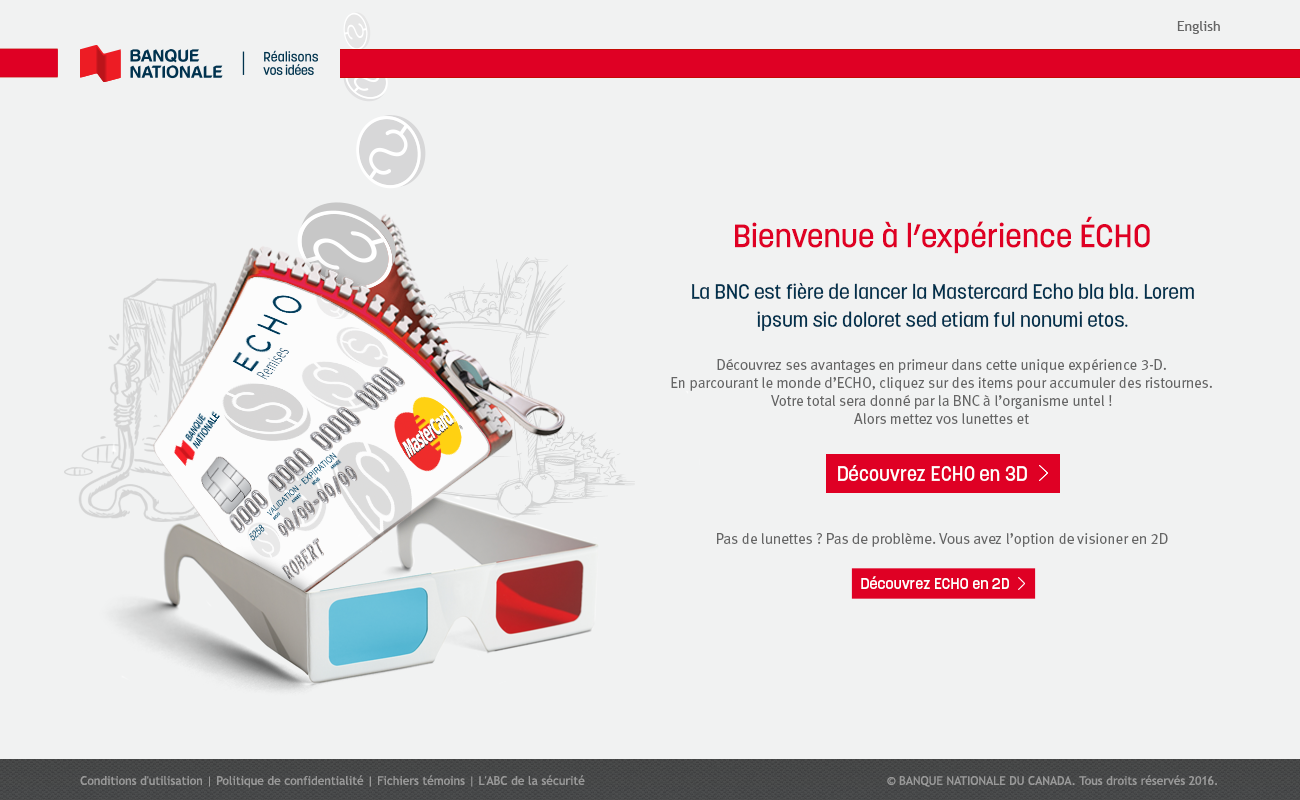 English
BANQUE
NATIONALE
Réalisons
vos idées
Bienvenue à l'expérience ÉCHO
La BNC est fière de lancer la Mastercard Echo bla bla. Lorem
ipsum sic doloret sed etiam ful nonumi etos.
Découvrez ses avantages en primeur dans cette unique expérience 3-D.
En parcourant le monde d'ECHO, cliquez sur des items pour accumuler des ristournes.
Votre total sera donné par la BNC à l'organisme untel !
Alors mettez vos lunettes et
Découvrez ECHO en 3D
Pas de lunettes ? Pas de problème. Vous avez l'option de visioner en 2D
Découvrez ECHO en 2D
ECHO
Remises
BANQUE
NATIONALE
MasterCard
0000 0000 0000 0000
5258
VALIDATION - EXPIRATION
99/99-99/99
ROBERT
Conditions d'utilisation | Politique de confidentialité | Fichiers témoins | L'ABC de la sécurité
© BANQUE NATIONALE DU CANADA. Tous droits réservés 2016.